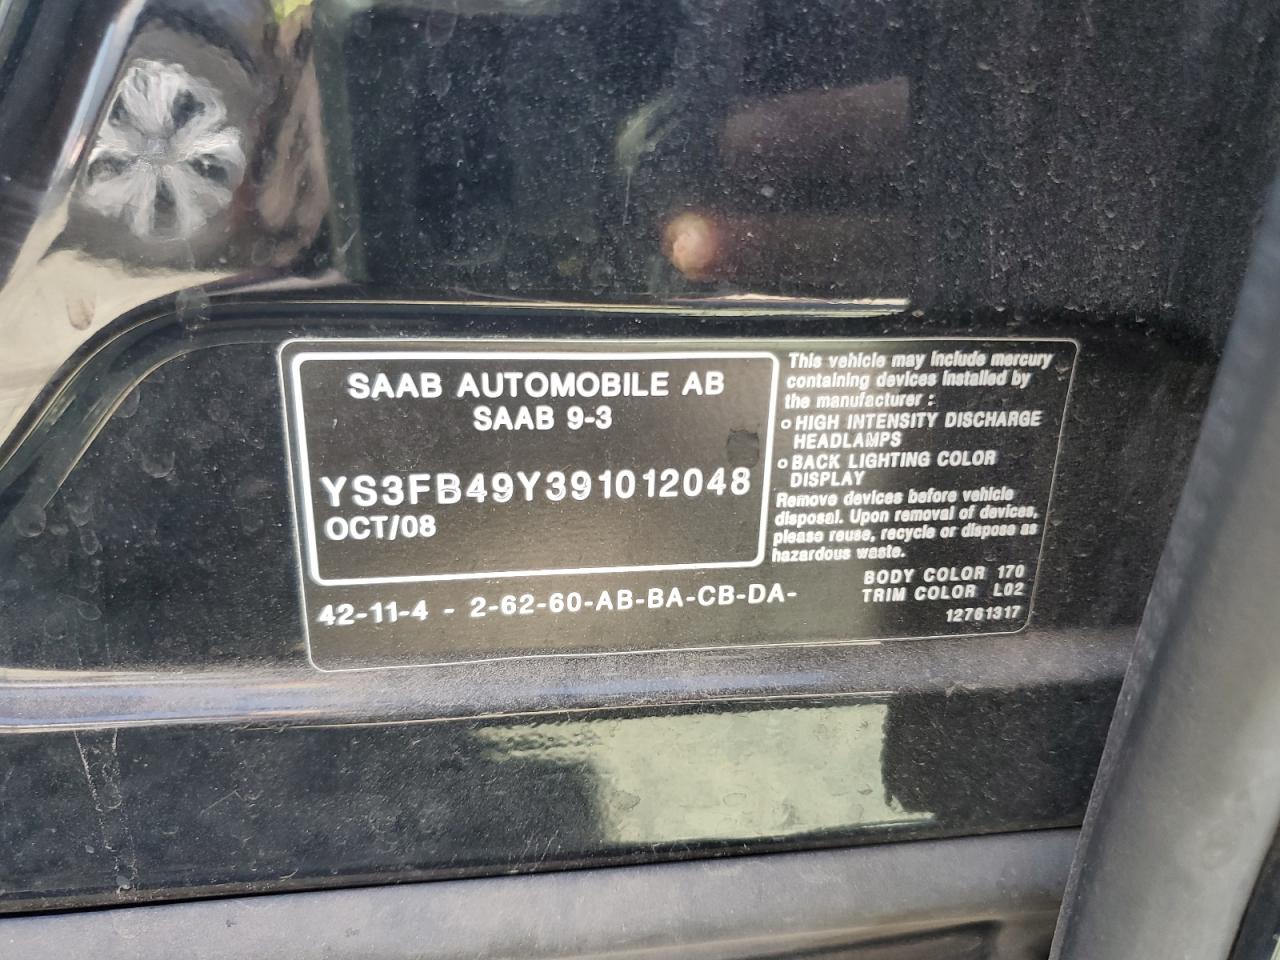 SAAB AUTOMOBILE AB
SAAB 9-3
YS3FB49Y391012048
OCT/08
42-11-4 - 2-62-60-AB-BA-CB-DA-
This vehicle may include mercury
containing devices installed by
the manufacturer :
o HIGH INTENSITY DISCHARGE
HEADLAMPS
o BACK LIGHTING COLOR
DISPLAY
Remove devices before vehicle
disposal. Upon removal of devices,
please reuse, recycle or dispose as
hazardous waste.
BODY COLOR 170
TRIM COLOR L02
12761317